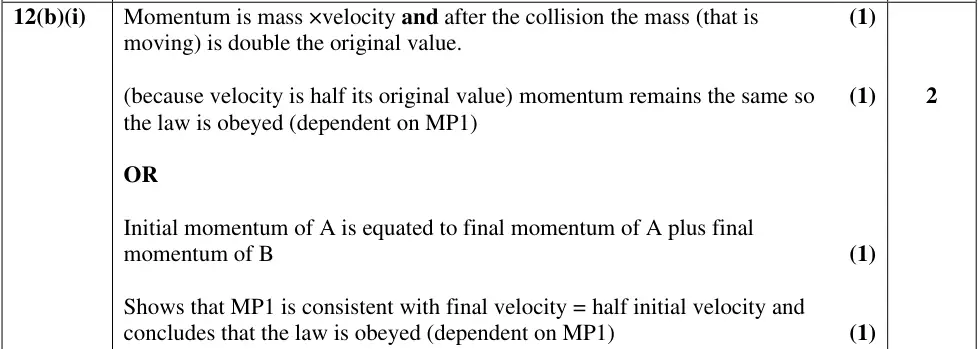 12(b)(i) Momentum is mass ×velocity and after the collision the mass (that is (1)
moving) is double the original value.
(because velocity is half its original value) momentum remains the same so (1) 2
the law is obeyed (dependent on MP1)
OR
Initial momentum of A is equated to final momentum of A plus final
momentum of B (1)
Shows that MP1 is consistent with final velocity = half initial velocity and
concludes that the law is obeyed (dependent on MP1) (1)